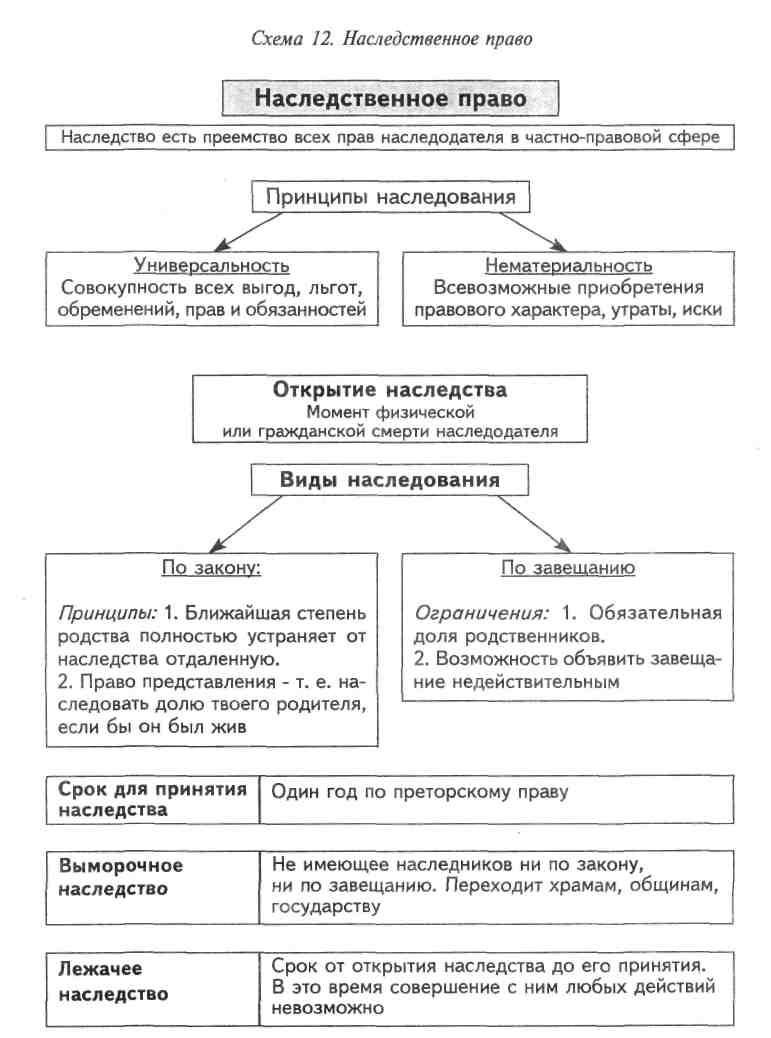 Схема 12. Наследственное право
Наследственное право
Наследство есть преемство всех прав наследодателя в частно-правовой сфере
Принципы наследования
Универсальность
Совокупность всех выгод, льгот,
обременений, прав и обязанностей
Нематериальность
Всевозможные приобретения
правового характера, утраты, иски
Открытие наследства
Момент физической
или гражданской смерти наследодателя
Виды наследования
По закону:
Принципы: 1. Ближайшая степень
родства полностью устраняет от
наследства отдаленную.
2. Право представления - т. е. на-
следовать долю твоего родителя,
если бы он был жив
По завещанию
Ограничения: 1. Обязательная
доля родственников.
2. Возможность объявить завеща-
ние недействительным
Срок для принятия
наследства
Один год по преторскому праву
Выморочное
наследство
Не имеющее наследников ни по закону,
ни по завещанию. Переходит храмам, общинам,
государству
Лежачее
наследство
Срок от открытия наследства до его принятия.
В это время совершение с ним любых действий
невозможно